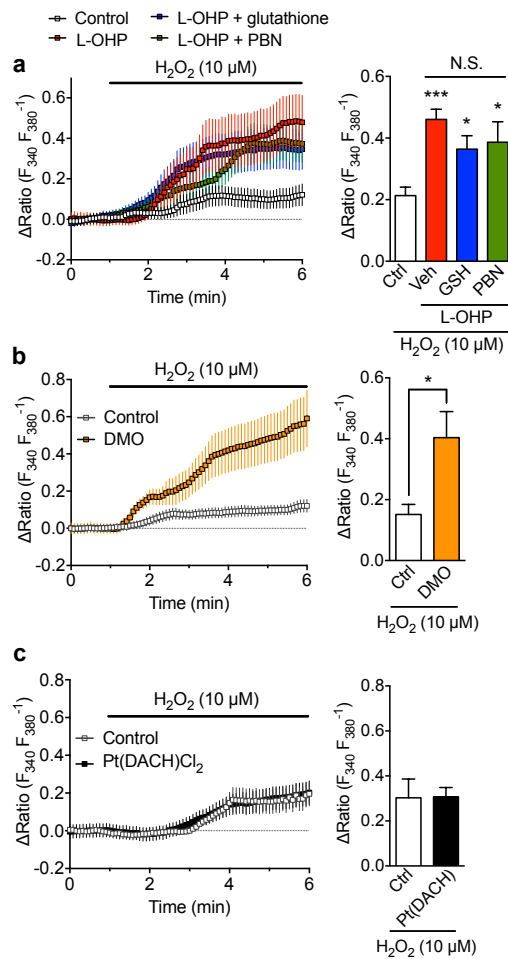 Control
L-OHP
L-OHP + glutathione
L-OHP + PBN
a
H₂O₂ (10 µM)
ΔRatio (F₃₄₀ F₃₈₀⁻¹)
0.6
0.4
0.2
0.0
-0.2
0 2 4 6
Time (min)
N.S.
*** * *
ΔRatio (F₃₄₀ F₃₈₀⁻¹)
0.6
0.4
0.2
0.0
Ctrl Veh GSH PBN
L-OHP
H₂O₂ (10 µM)
b
H₂O₂ (10 µM)
Control
DMO
ΔRatio (F₃₄₀ F₃₈₀⁻¹)
0.8
0.6
0.4
0.2
0.0
-0.2
0 2 4 6
Time (min)
*
ΔRatio (F₃₄₀ F₃₈₀⁻¹)
0.6
0.4
0.2
0.0
Ctrl DMO
H₂O₂ (10 µM)
c
H₂O₂ (10 µM)
Control
Pt(DACH)Cl₂
ΔRatio (F₃₄₀ F₃₈₀⁻¹)
0.8
0.6
0.4
0.2
0.0
-0.2
0 2 4 6
Time (min)
ΔRatio (F₃₄₀ F₃₈₀⁻¹)
0.8
0.6
0.4
0.2
0.0
Ctrl Pt(DACH)
H₂O₂ (10 µM)